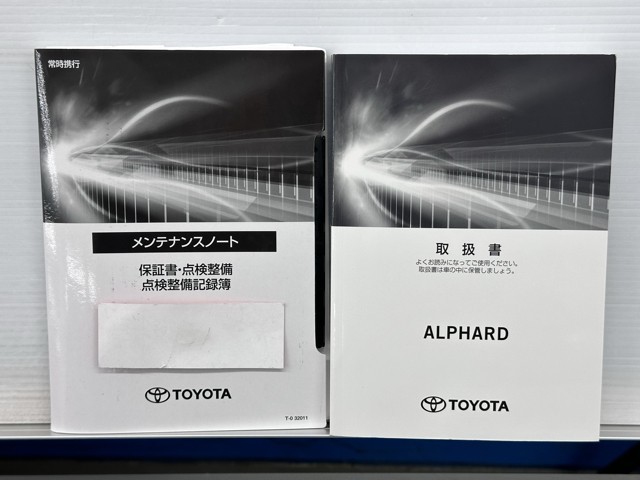 常時携行
メンテナンスノート
保証書・点検整備
点検整備記録簿
TOYOTA
T-0 32011
取扱書
よくお読みになってご使用ください。
取扱書は車の中に保管しましょう。
ALPHARD
TOYOTA